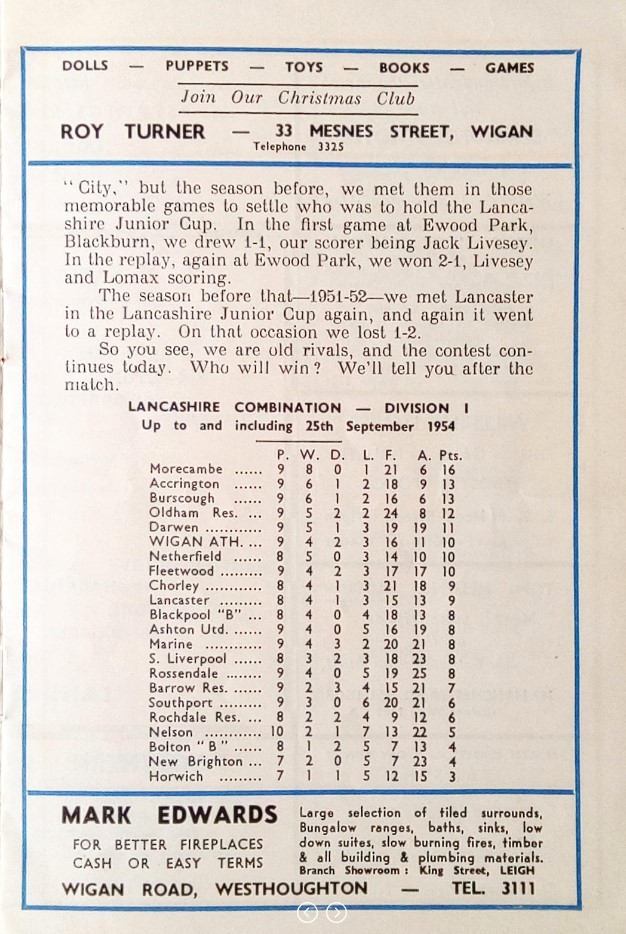 DOLLS — PUPPETS — TOYS — BOOKS — GAMES
Join Our Christmas Club
ROY TURNER — 33 MESNES STREET, WIGAN
Telephone 3325
“City,” but the season before, we met them in those
memorable games to settle who was to hold the Lanca-
shire Junior Cup. In the first game at Ewood Park,
Blackburn, we drew 1-1, our scorer being Jack Livesey.
In the replay, again at Ewood Park, we won 2-1, Livesey
and Lomax scoring.
The season before that—1951-52—we met Lancaster
in the Lancashire Junior Cup again, and again it went
to a replay. On that occasion we lost 1-2.
So you see, we are old rivals, and the contest con-
tinues today. Who will win? We'll tell you after the
match.
LANCASHIRE COMBINATION — DIVISION I
Up to and including 25th September 1954
P. W. D. L. F. A. Pts.
Morecambe ...... 9 8 0 1 21 6 16
Accrington ...... 9 6 1 2 18 9 13
Burscough ...... 9 6 1 2 16 6 13
Oldham Res. ... 9 5 2 2 24 8 12
Darwen ............ 9 5 1 3 19 19 11
WIGAN ATH. ... 9 4 2 3 16 11 10
Netherfield ...... 8 5 0 3 14 10 10
Fleetwood ......... 9 4 2 3 17 17 10
Chorley ............ 8 4 1 3 21 18 9
Lancaster ......... 8 4 1 3 15 13 9
Blackpool "B" ... 8 4 0 4 18 13 8
Ashton Utd. ...... 9 4 0 5 16 19 8
Marine ............ 9 4 3 2 20 21 8
S. Liverpool ...... 8 3 2 3 18 23 8
Rossendale ........ 9 4 0 5 19 25 8
Barrow Res. ...... 9 2 3 4 15 21 7
Southport ......... 9 3 0 6 20 21 6
Rochdale Res. ... 8 2 2 4 9 12 6
Nelson ............ 10 2 1 7 13 22 5
Bolton "B" ...... 8 1 2 5 7 13 4
New Brighton ... 7 2 0 5 7 23 4
Horwich ......... 7 1 1 5 12 15 3
MARK EDWARDS
FOR BETTER FIREPLACES
CASH OR EASY TERMS
Large selection of tiled surrounds,
Bungalow ranges, baths, sinks, low
down suites, slow burning fires, timber
& all building & plumbing materials.
Branch Showroom: King Street, LEIGH
WIGAN ROAD, WESTHOUGHTON — TEL. 3111